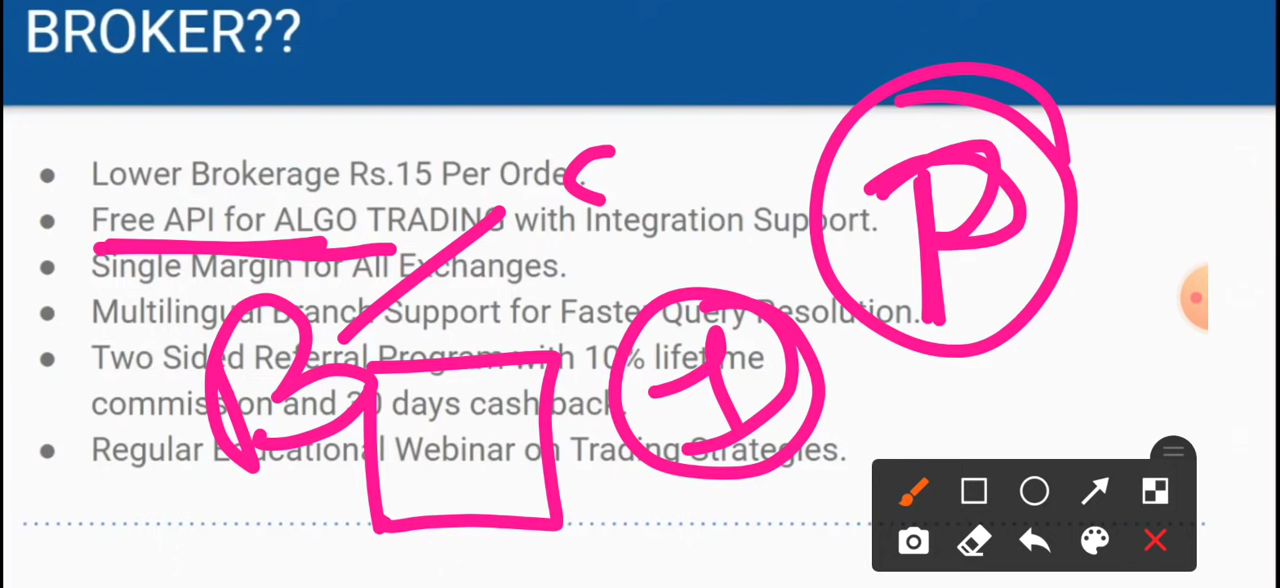 BROKER??
● Lower Brokerage Rs.15 Per Order.
● Free API for ALGO TRADING with Integration Support.
● Single Margin for All Exchanges.
● Multilingual Branch Support for Faster Query Resolution.
● Two Sided Referral Program with 10% lifetime
commission and 30 days cash back.
● Regular Educational Webinar on Trading Strategies.
P
B